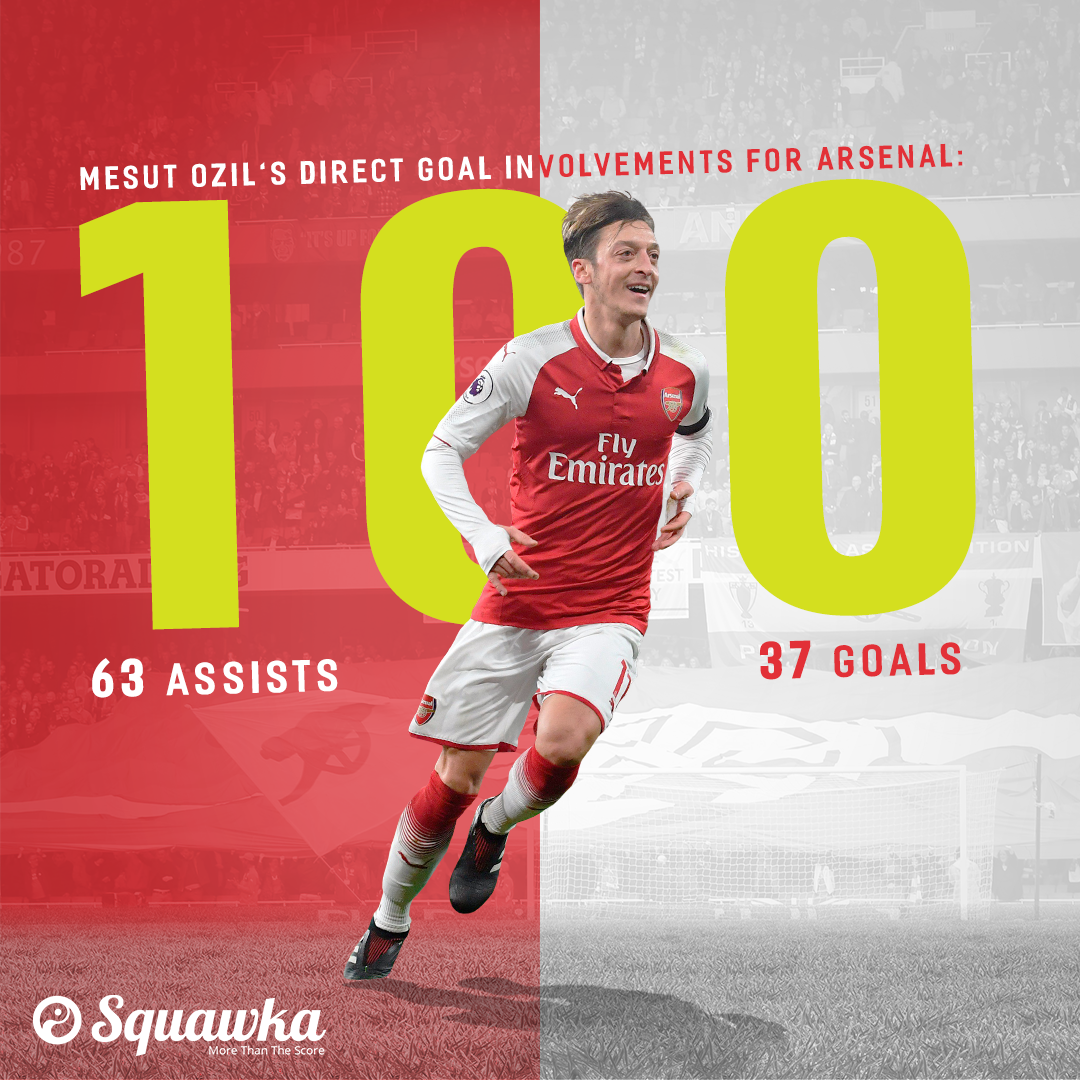 MESUT OZIL'S DIRECT GOAL INVOLVEMENTS FOR ARSENAL:
100
Arsenal
Fly
Emirates
63 ASSISTS
37 GOALS
Squawka
More Than The Score